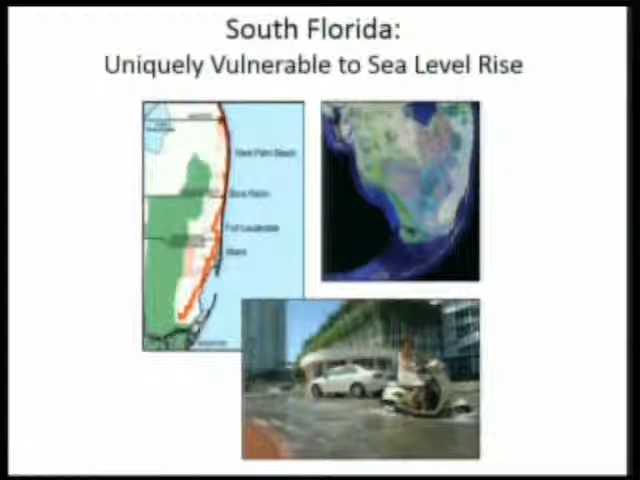 South Florida:
Uniquely Vulnerable to Sea Level Rise
West Palm Beach
Boca Raton
Fort Lauderdale
Miami